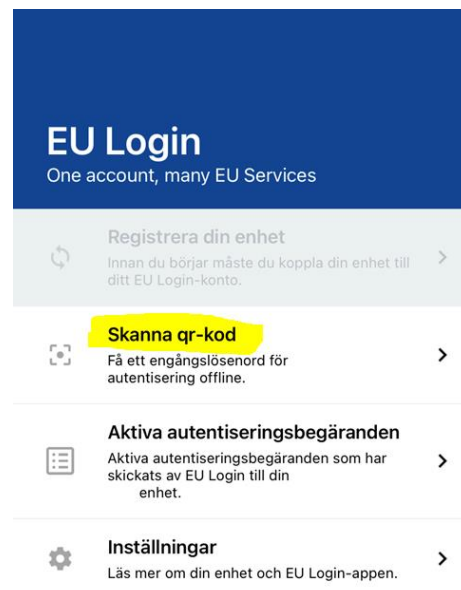 EU Login
One account, many EU Services
Registrera din enhet
Innan du börjar måste du koppla din enhet till
ditt EU Login-konto.
Skanna qr-kod
Få ett engångslösenord för
autentisering offline.
Aktiva autentiseringsbegäranden
Aktiva autentiseringsbegäranden som har
skickats av EU Login till din
enhet.
Inställningar
Läs mer om din enhet och EU Login-appen.